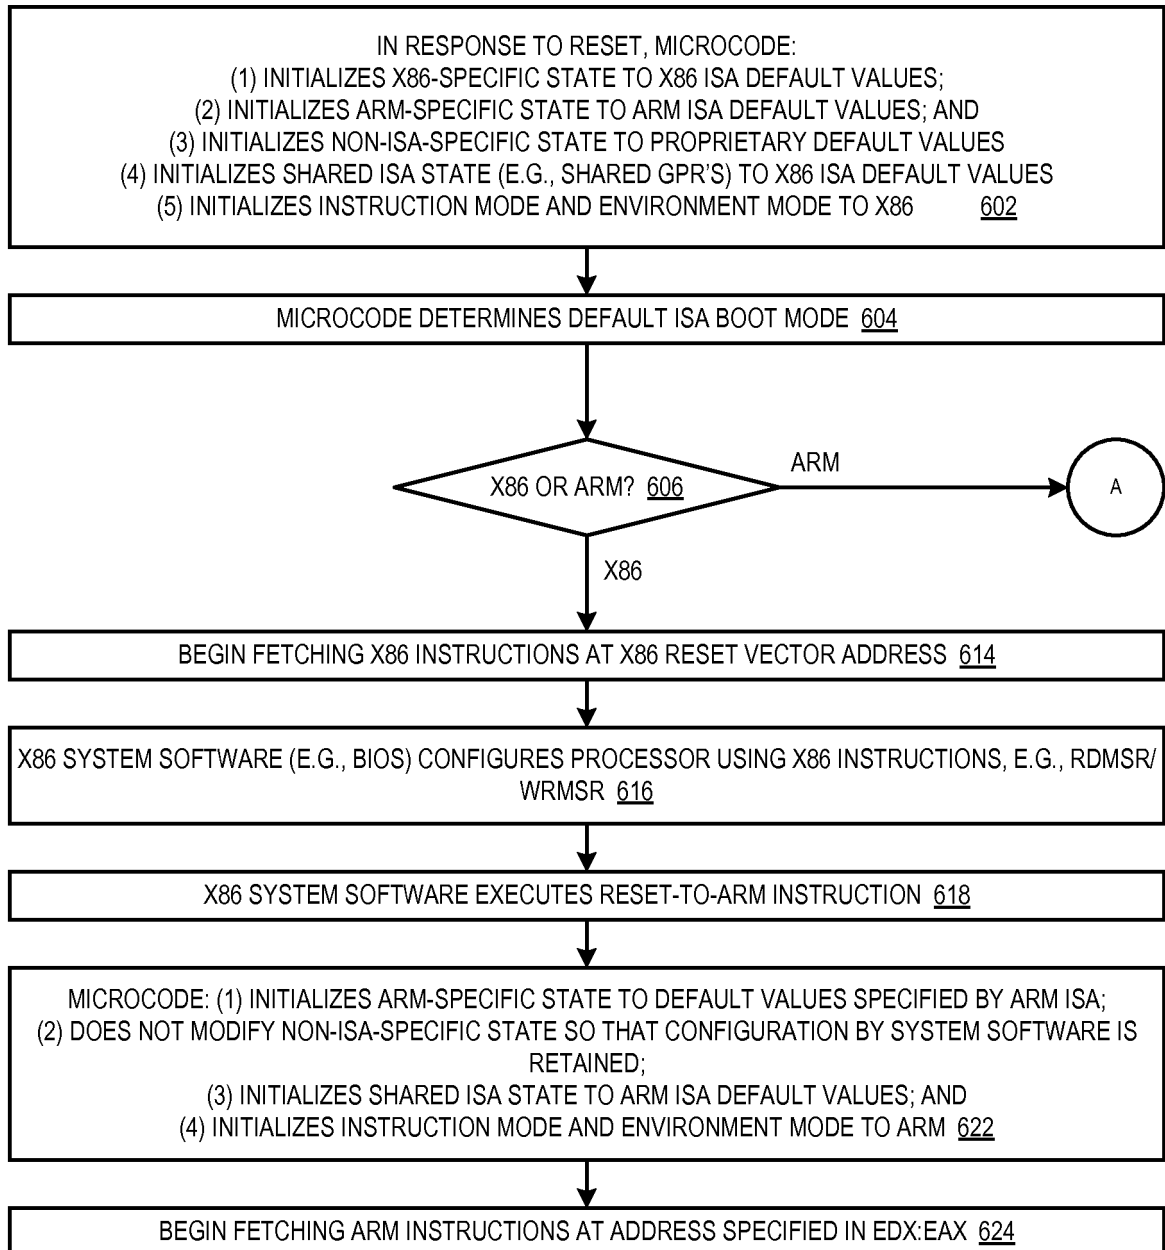 IN RESPONSE TO RESET, MICROCODE:
(1) INITIALIZES X86-SPECIFIC STATE TO X86 ISA DEFAULT VALUES;
(2) INITIALIZES ARM-SPECIFIC STATE TO ARM ISA DEFAULT VALUES; AND
(3) INITIALIZES NON-ISA-SPECIFIC STATE TO PROPRIETARY DEFAULT VALUES
(4) INITIALIZES SHARED ISA STATE (E.G., SHARED GPR'S) TO X86 ISA DEFAULT VALUES
(5) INITIALIZES INSTRUCTION MODE AND ENVIRONMENT MODE TO X86 602
MICROCODE DETERMINES DEFAULT ISA BOOT MODE 604
ARM
X86 OR ARM? 606
A
X86
BEGIN FETCHING X86 INSTRUCTIONS AT X86 RESET VECTOR ADDRESS 614
X86 SYSTEM SOFTWARE (E.G., BIOS) CONFIGURES PROCESSOR USING X86 INSTRUCTIONS, E.G., RDMSR/
WRMSR 616
X86 SYSTEM SOFTWARE EXECUTES RESET-TO-ARM INSTRUCTION 618
MICROCODE: (1) INITIALIZES ARM-SPECIFIC STATE TO DEFAULT VALUES SPECIFIED BY ARM ISA;
(2) DOES NOT MODIFY NON-ISA-SPECIFIC STATE SO THAT CONFIGURATION BY SYSTEM SOFTWARE IS
RETAINED;
(3) INITIALIZES SHARED ISA STATE TO ARM ISA DEFAULT VALUES; AND
(4) INITIALIZES INSTRUCTION MODE AND ENVIRONMENT MODE TO ARM 622
BEGIN FETCHING ARM INSTRUCTIONS AT ADDRESS SPECIFIED IN EDX:EAX 624